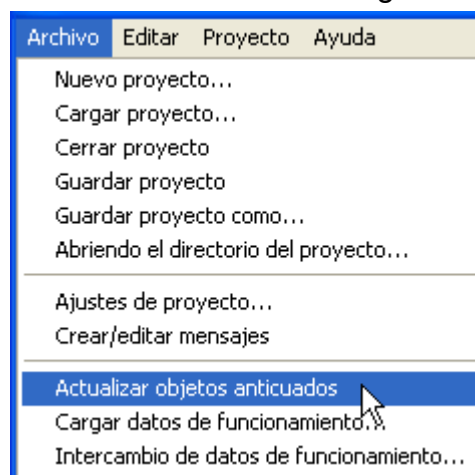 Archivo Editar Proyecto Ayuda
Nuevo proyecto...
Cargar proyecto...
Cerrar proyecto
Guardar proyecto
Guardar proyecto como...
Abriendo el directorio del proyecto...
Ajustes de proyecto...
Crear/editar mensajes
Actualizar objetos anticuados
Cargar datos de funcionamiento...
Intercambio de datos de funcionamiento...